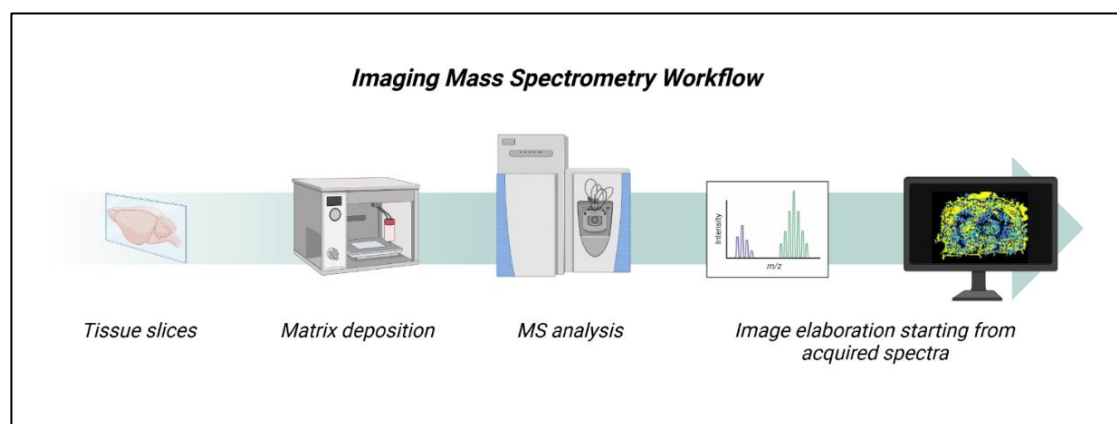 Imaging Mass Spectrometry Workflow
Intensity
m/z
Tissue slices
Matrix deposition
MS analysis
Image elaboration starting from
acquired spectra